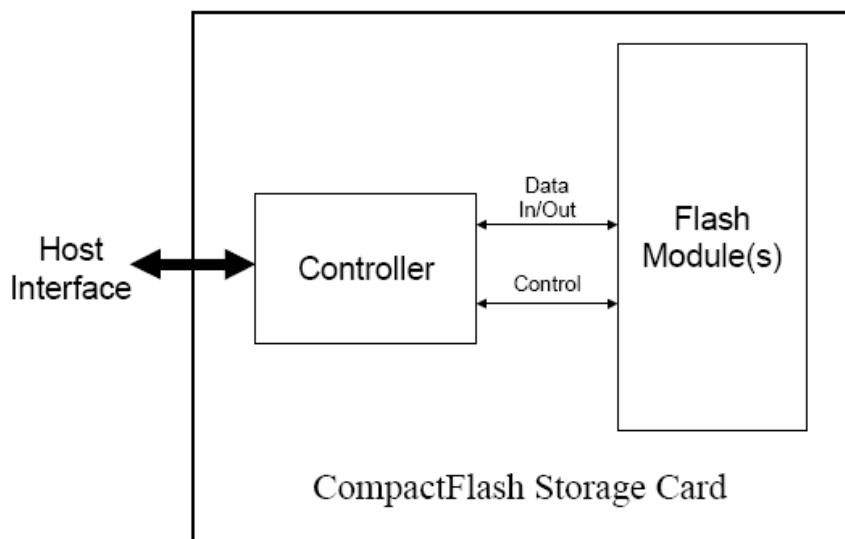 Host
Interface
Controller
Data
In/Out
Control
Flash
Module(s)
CompactFlash Storage Card